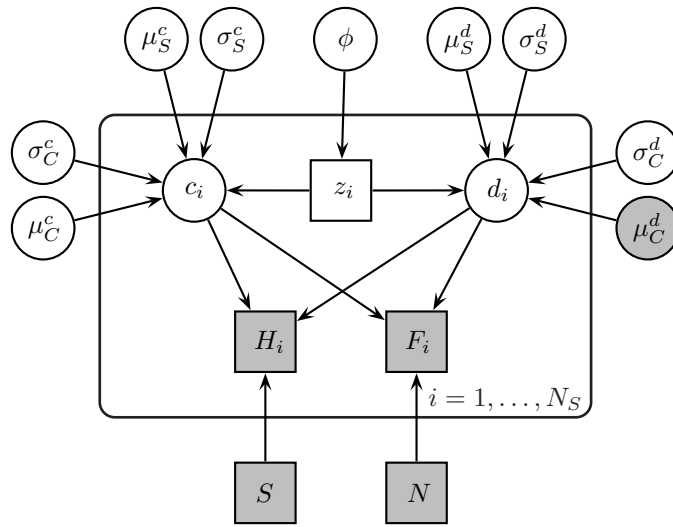 μ_S^c σ_S^c φ μ_S^d σ_S^d
σ_C^c σ_C^d
c_i z_i d_i
μ_C^c μ_C^d
H_i F_i
i = 1, . . . , N_S
S N